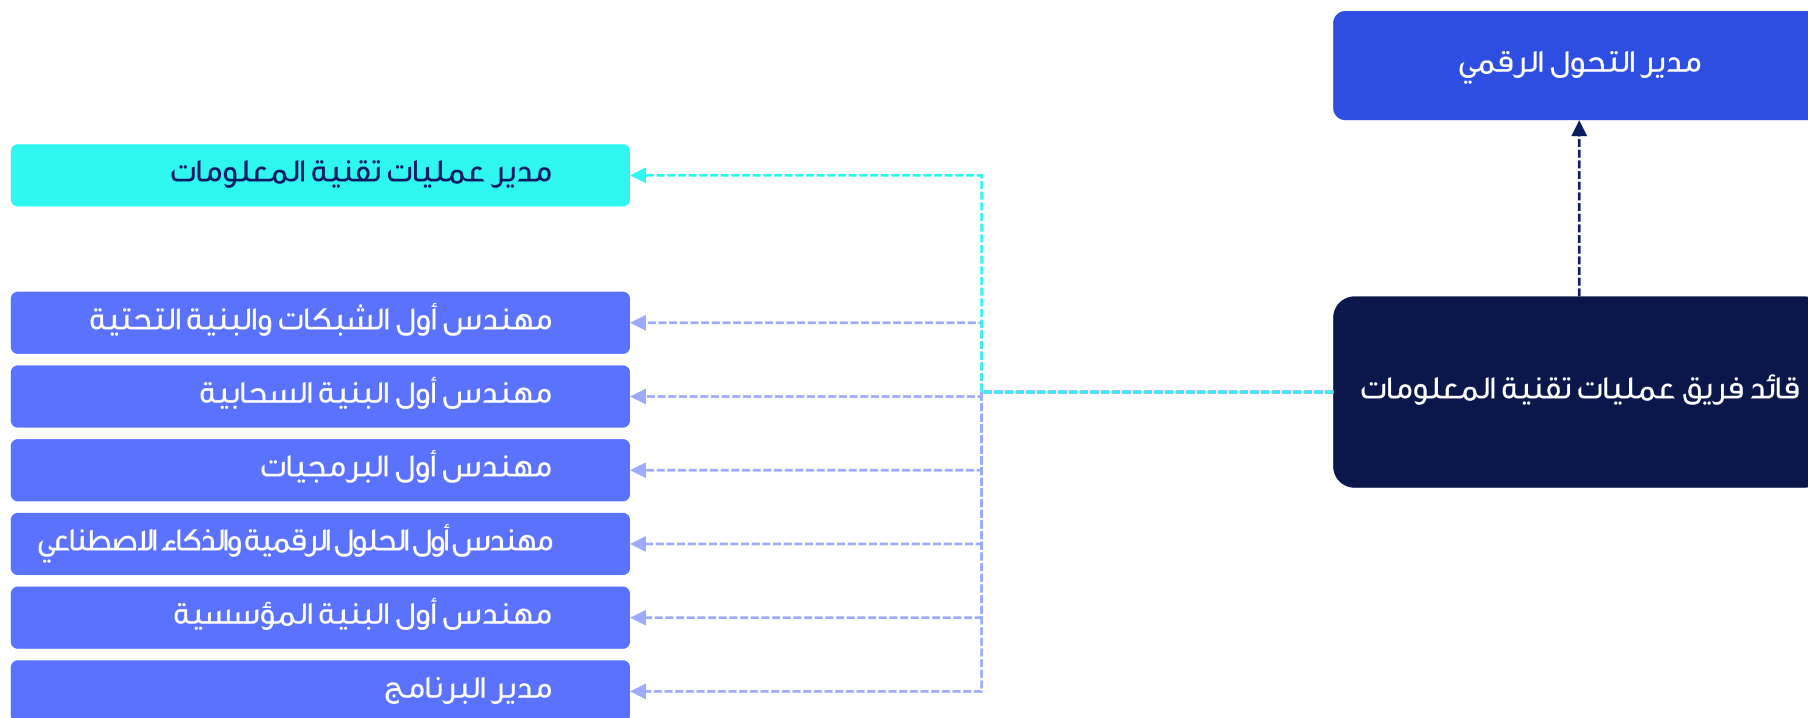 مدير التحول الرقمي
قائد فريق عمليات تقنية المعلومات
مدير عمليات تقنية المعلومات
مهندس أول الشبكات والبنية التحتية
مهندس أول البنية السحابية
مهندس أول البرمجيات
مهندس أول الحلول الرقمية والذكاء الاصطناعي
مهندس أول البنية المؤسسية
مدير البرنامج